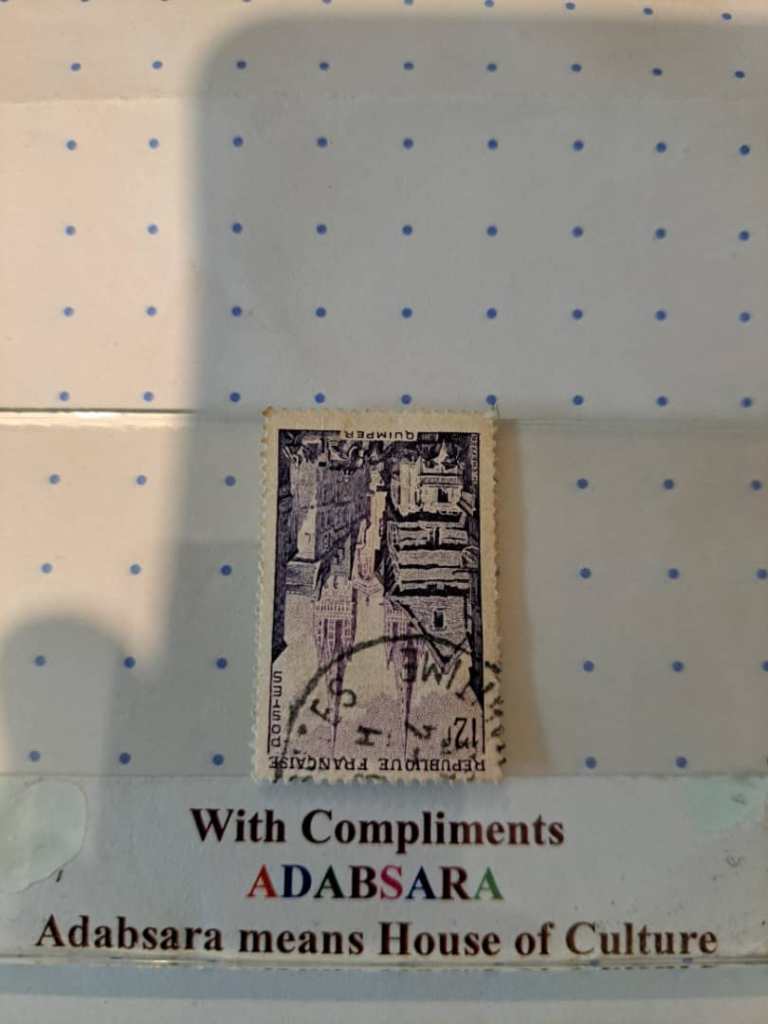 QUIMPER
POSTES
12F
REPUBLIQUE FRANÇAISE
With Compliments
ADABSARA
Adabsara means House of Culture